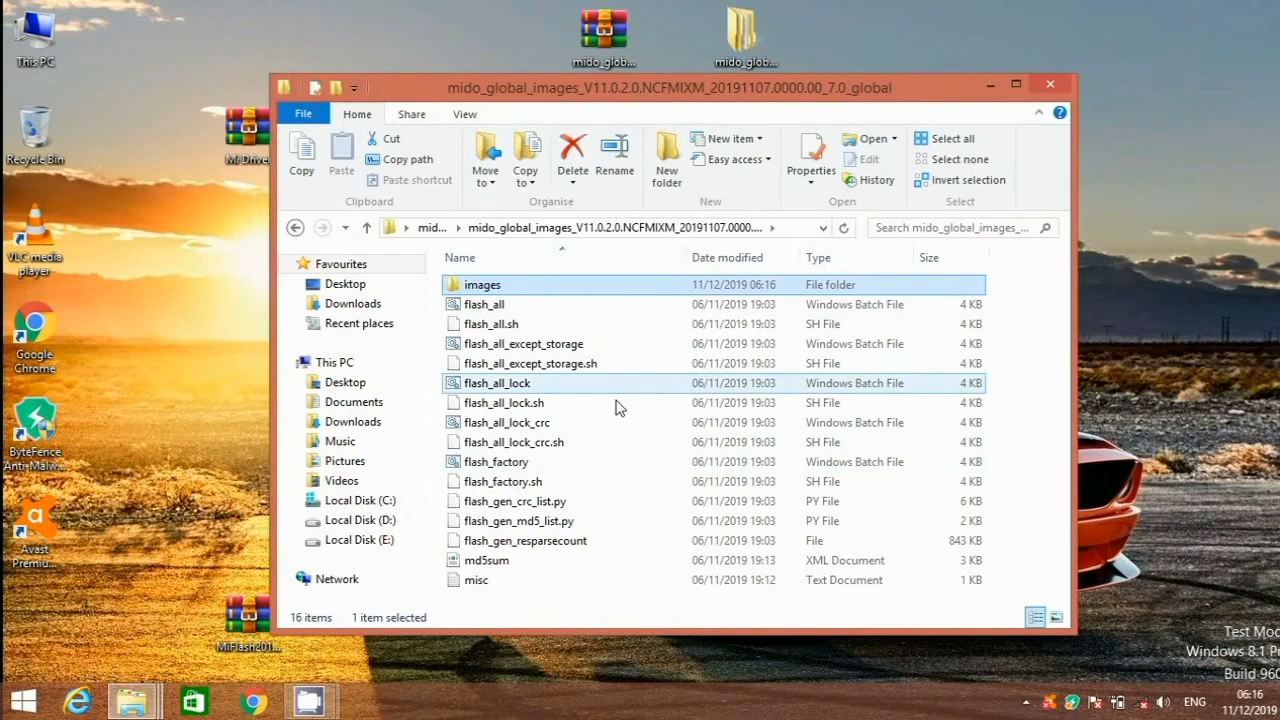 This PC
Recycle Bin
VLC media
player
Google
Chrome
ByteFence
Anti-Malw...
Avast
Premiu...
Mi Drive
MiFlash201...
mido_glob...
mido_glob...
mido_global_images_V11.0.2.0.NCFMIXM_20191107.0000.00_7.0_global
File
Home
Share
View
Copy
Paste
Cut
Copy path
Paste shortcut
Clipboard
Move
to
Copy
to
Delete
Rename
Organise
New
folder
New item
Easy access
New
Properties
Open
Edit
History
Open
Select all
Select none
Invert selection
Select
mid...
mido_global_images_V11.0.2.0.NCFMIXM_20191107.0000....
Search mido_global_images_...
Favourites
Desktop
Downloads
Recent places
This PC
Desktop
Documents
Downloads
Music
Pictures
Videos
Local Disk (C:)
Local Disk (D:)
Local Disk (E:)
Network
Name Date modified Type Size
images 11/12/2019 06:16 File folder
flash_all 06/11/2019 19:03 Windows Batch File 4 KB
flash_all.sh 06/11/2019 19:03 SH File 4 KB
flash_all_except_storage 06/11/2019 19:03 Windows Batch File 4 KB
flash_all_except_storage.sh 06/11/2019 19:03 SH File 4 KB
flash_all_lock 06/11/2019 19:03 Windows Batch File 4 KB
flash_all_lock.sh 06/11/2019 19:03 SH File 4 KB
flash_all_lock_crc 06/11/2019 19:03 Windows Batch File 4 KB
flash_all_lock_crc.sh 06/11/2019 19:03 SH File 4 KB
flash_factory 06/11/2019 19:03 Windows Batch File 4 KB
flash_factory.sh 06/11/2019 19:03 SH File 4 KB
flash_gen_crc_list.py 06/11/2019 19:03 PY File 6 KB
flash_gen_md5_list.py 06/11/2019 19:03 PY File 2 KB
flash_gen_resparsecount 06/11/2019 19:03 File 843 KB
md5sum 06/11/2019 19:13 XML Document 3 KB
misc 06/11/2019 19:12 Text Document 1 KB
16 items 1 item selected
Test Mod
Windows 8.1 Pr
Build 960
ENG
06:16
11/12/2019